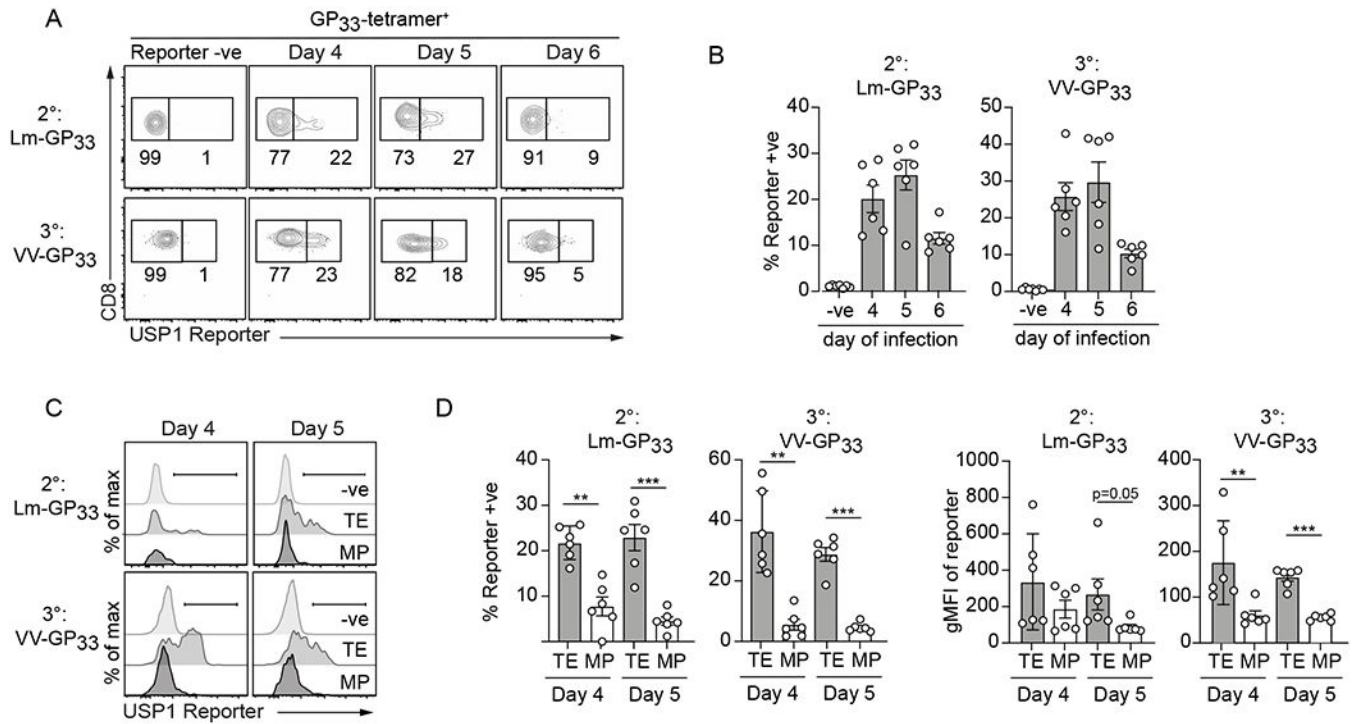 A
GP33-tetramer+
Reporter -ve Day 4 Day 5 Day 6
2°:
Lm-GP33
99 1 77 22 73 27 91 9
3°:
VV-GP33
99 1 77 23 82 18 95 5
CD8
USP1 Reporter
B
2°:
Lm-GP33
3°:
VV-GP33
% Reporter +ve
40
30
20
10
0
50
40
30
20
10
0
-ve 4 5 6
day of infection
-ve 4 5 6
day of infection
C
Day 4 Day 5
2°:
Lm-GP33
% of max
-ve
TE
MP
3°:
VV-GP33
% of max
-ve
TE
MP
USP1 Reporter
D
2°:
Lm-GP33
3°:
VV-GP33
% Reporter +ve
40
30
20
10
60
40
20
0
** ***
** ***
TE MP TE MP
Day 4 Day 5
TE MP TE MP
Day 4 Day 5
2°:
Lm-GP33
3°:
VV-GP33
gMFI of reporter
1000
800
600
400
200
0
400
300
200
100
0
p=0.05
** ***
TE MP TE MP
Day 4 Day 5
TE MP TE MP
Day 4 Day 5